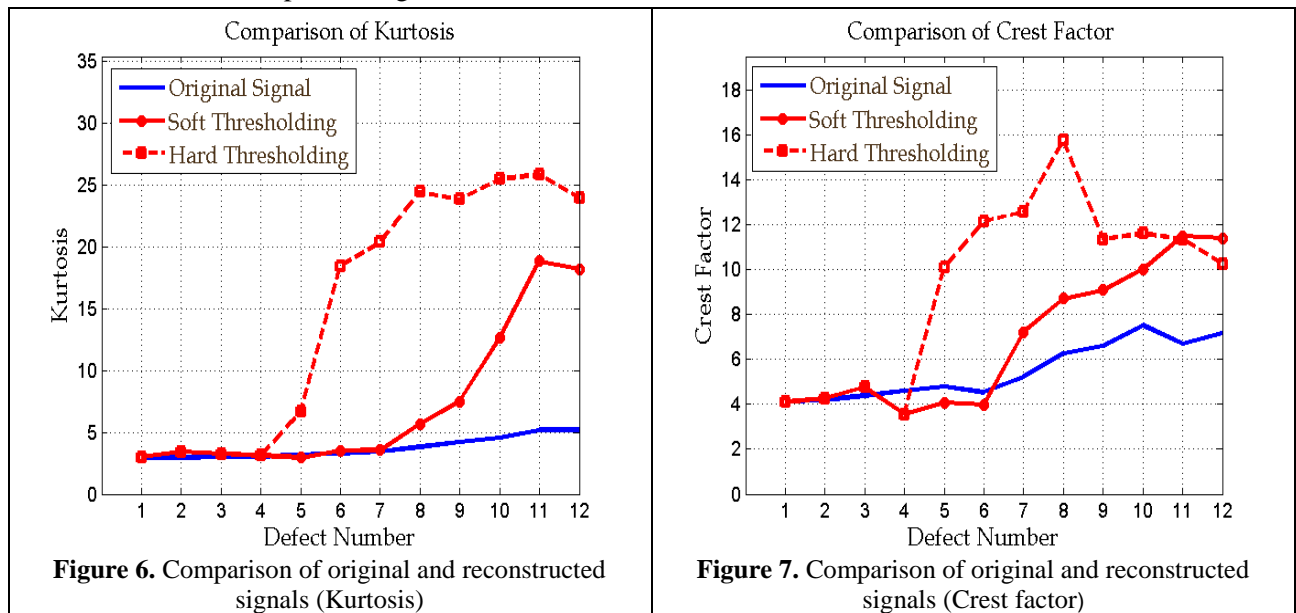 Comparison of Kurtosis
35
30
25
20
15
10
5
0
Kurtosis
Original Signal
Soft Thresholding
Hard Thresholding
1 2 3 4 5 6 7 8 9 10 11 12
Defect Number
Figure 6. Comparison of original and reconstructed
signals (Kurtosis)
Comparison of Crest Factor
18
16
14
12
10
8
6
4
2
0
Crest Factor
Original Signal
Soft Thresholding
Hard Thresholding
1 2 3 4 5 6 7 8 9 10 11 12
Defect Number
Figure 7. Comparison of original and reconstructed
signals (Crest factor)